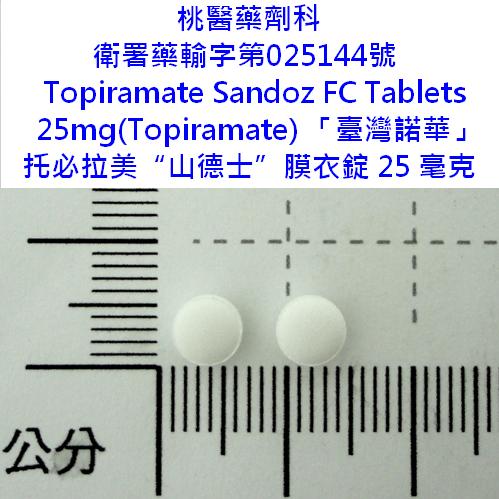 桃醫藥劑科
衛署藥輸字第025144號
Topiramate Sandoz FC Tablets
25mg(Topiramate) 「臺灣諾華」
托必拉美“山德士”膜衣錠 25 毫克
公分